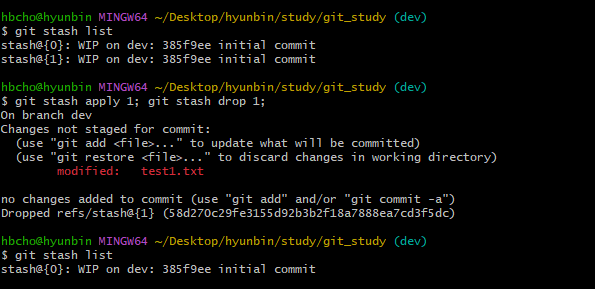 hbcho@hyunbin MINGW64 ~/Desktop/hyunbin/study/git_study (dev)
$ git stash list
stash@{0}: WIP on dev: 385f9ee initial commit
stash@{1}: WIP on dev: 385f9ee initial commit
hbcho@hyunbin MINGW64 ~/Desktop/hyunbin/study/git_study (dev)
$ git stash apply 1; git stash drop 1;
On branch dev
Changes not staged for commit:
  (use "git add <file>..." to update what will be committed)
  (use "git restore <file>..." to discard changes in working directory)
        modified:   test1.txt
no changes added to commit (use "git add" and/or "git commit -a")
Dropped refs/stash@{1} (58d270c29fe3155d92b3b2f18a7888ea7cd3f5dc)
hbcho@hyunbin MINGW64 ~/Desktop/hyunbin/study/git_study (dev)
$ git stash list
stash@{0}: WIP on dev: 385f9ee initial commit